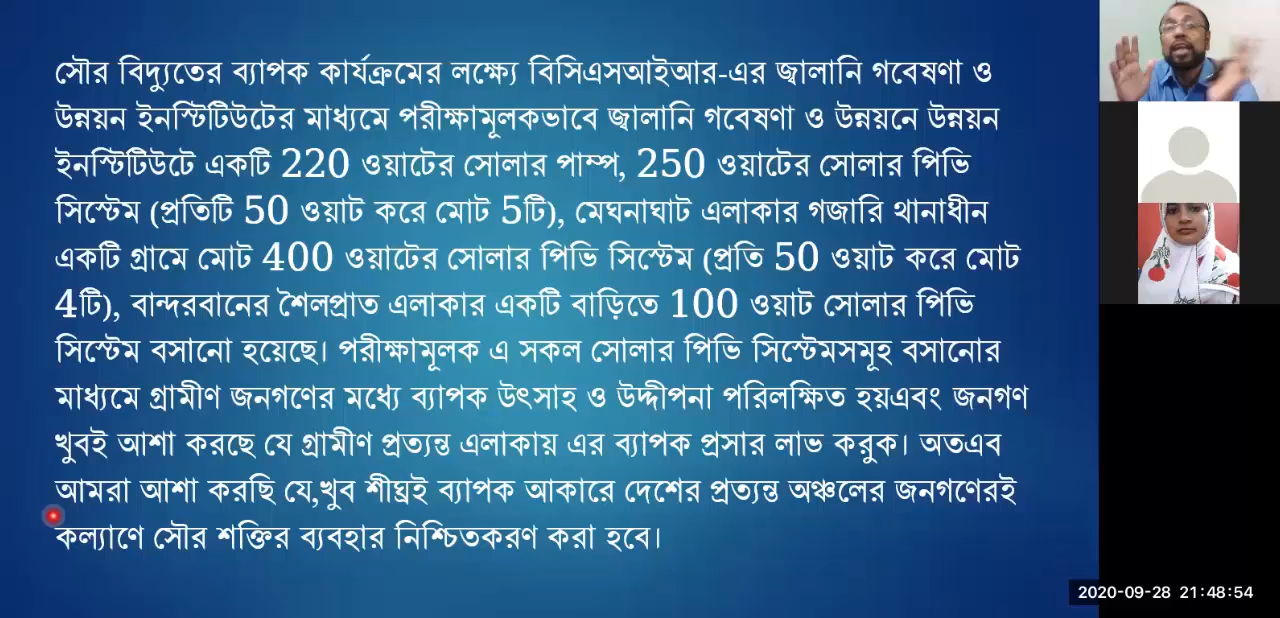 সৌর বিদ্যুতের ব্যাপক কার্যক্রমের লক্ষ্যে বিসিএসআইআর-এর জ্বালানি গবেষণা ও
উন্নয়ন ইনস্টিটিউটের মাধ্যমে পরীক্ষামূলকভাবে জ্বালানি গবেষণা ও উন্নয়নে উন্নয়ন
ইনস্টিটিউটে একটি 220 ওয়াটের সোলার পাম্প, 250 ওয়াটের সোলার পিভি
সিস্টেম (প্রতিটি 50 ওয়াট করে মোট 5টি), মেঘনাঘাট এলাকার গজারি থানাধীন
একটি গ্রামে মোট 400 ওয়াটের সোলার পিভি সিস্টেম (প্রতি 50 ওয়াট করে মোট
4টি), বান্দরবানের শৈলপ্রাত এলাকার একটি বাড়িতে 100 ওয়াট সোলার পিভি
সিস্টেম বসানো হয়েছে। পরীক্ষামূলক এ সকল সোলার পিভি সিস্টেমসমূহ বসানোর
মাধ্যমে গ্রামীণ জনগণের মধ্যে ব্যাপক উৎসাহ ও উদ্দীপনা পরিলক্ষিত হয়এবং জনগণ
খুবই আশা করছে যে গ্রামীণ প্রত্যন্ত এলাকায় এর ব্যাপক প্রসার লাভ করুক। অতএব
আমরা আশা করছি যে,খুব শীঘ্রই ব্যাপক আকারে দেশের প্রত্যন্ত অঞ্চলের জনগণেরই
কল্যাণে সৌর শক্তির ব্যবহার নিশ্চিতকরণ করা হবে।
2020-09-28 21:48:54